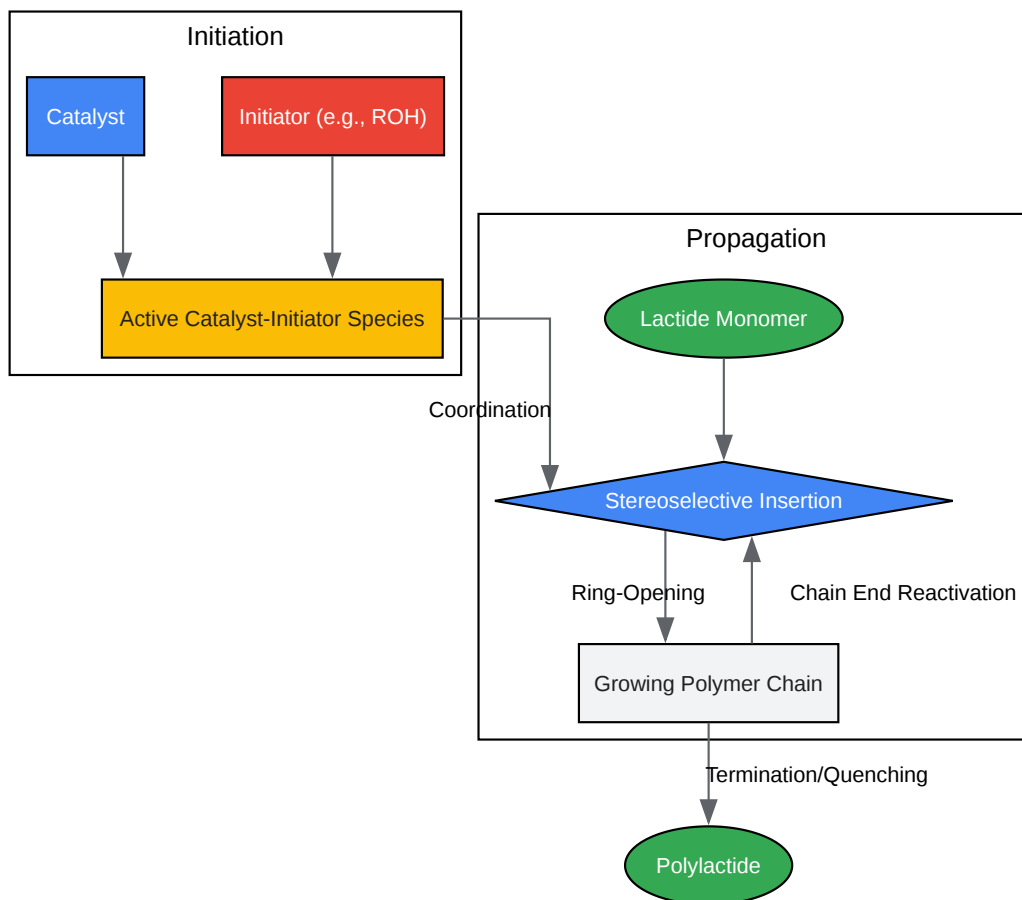 Initiation
Catalyst
Initiator (e.g., ROH)
Active Catalyst-Initiator Species
Propagation
Lactide Monomer
Coordination
Stereoselective Insertion
Ring-Opening
Chain End Reactivation
Growing Polymer Chain
Termination/Quenching
Polylactide